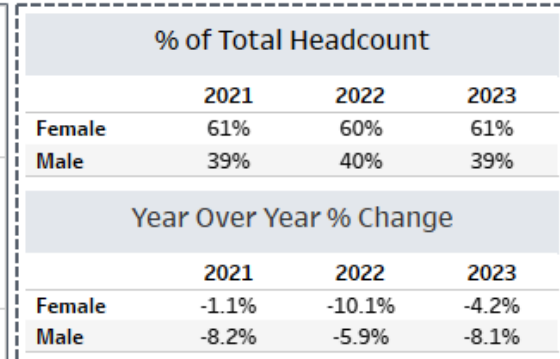 % of Total Headcount
2021 2022 2023
Female 61% 60% 61%
Male 39% 40% 39%
Year Over Year % Change
2021 2022 2023
Female -1.1% -10.1% -4.2%
Male -8.2% -5.9% -8.1%